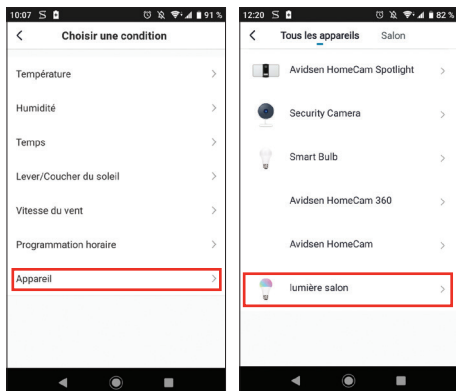 10:07 S
91 %
Choisir une condition
Température
Humidité
Temps
Lever/Coucher du soleil
Vitesse du vent
Programmation horaire
Appareil
12:20 S
82 %
Tous les appareils Salon
Avidsen HomeCam Spotlight
Security Camera
Smart Bulb
Avidsen HomeCam 360
Avidsen HomeCam
lumière salon